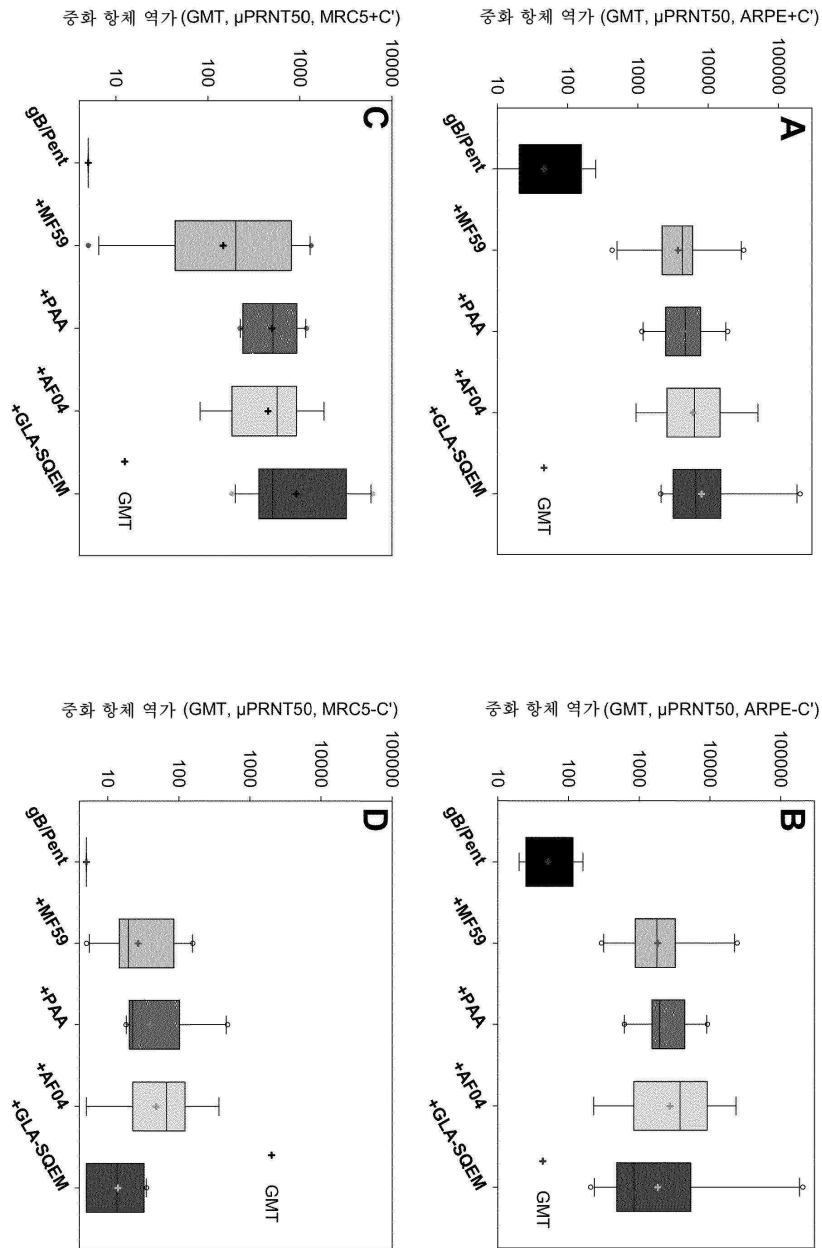 A
중화 항체 역가 (GMT, µPRNT50, ARPE+C')
100000
10000
1000
100
10
+ GMT
gB/Pent
+MF59
+PAA
+AF04
+GLA-SQEM
B
중화 항체 역가 (GMT, µPRNT50, ARPE-C')
100000
10000
1000
100
10
+ GMT
gB/Pent
+MF59
+PAA
+AF04
+GLA-SQEM
C
중화 항체 역가 (GMT, µPRNT50, MRC5+C')
10000
1000
100
10
+ GMT
gB/Pent
+MF59
+PAA
+AF04
+GLA-SQEM
D
중화 항체 역가 (GMT, µPRNT50, MRC5-C')
100000
10000
1000
100
10
+ GMT
gB/Pent
+MF59
+PAA
+AF04
+GLA-SQEM